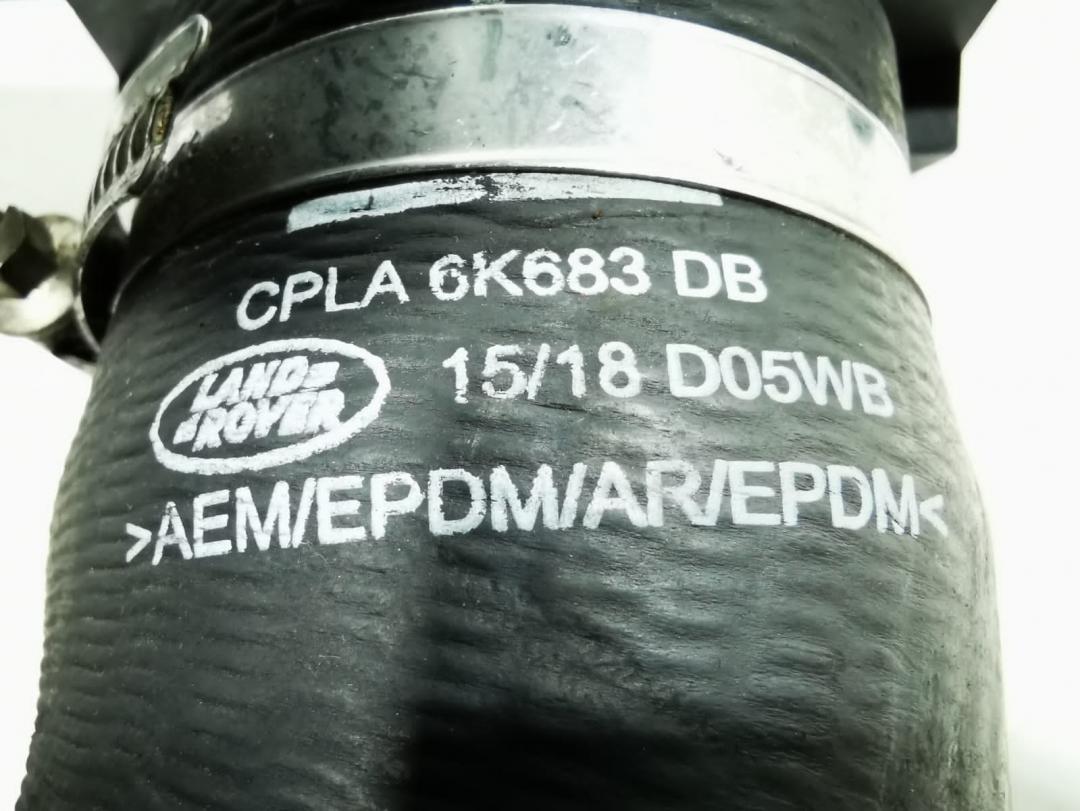 CPLA 6K683 DB
LAND ROVER 15/18 D05WB
>AEM/EPDM/AR/EPDM<